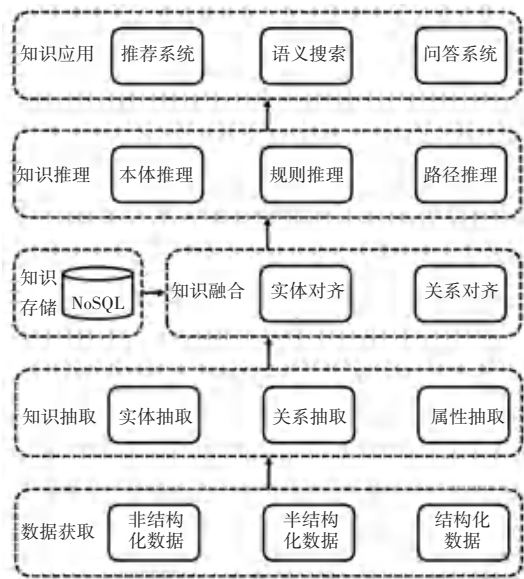 知识应用 推荐系统 语义搜索 问答系统
知识推理 本体推理 规则推理 路径推理
知识
存储 NoSQL 知识融合 实体对齐 关系对齐
知识抽取 实体抽取 关系抽取 属性抽取
数据获取 非结构 半结构 结构化
化数据 化数据 数据